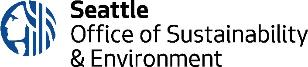 Seattle
Office of Sustainability
& Environment